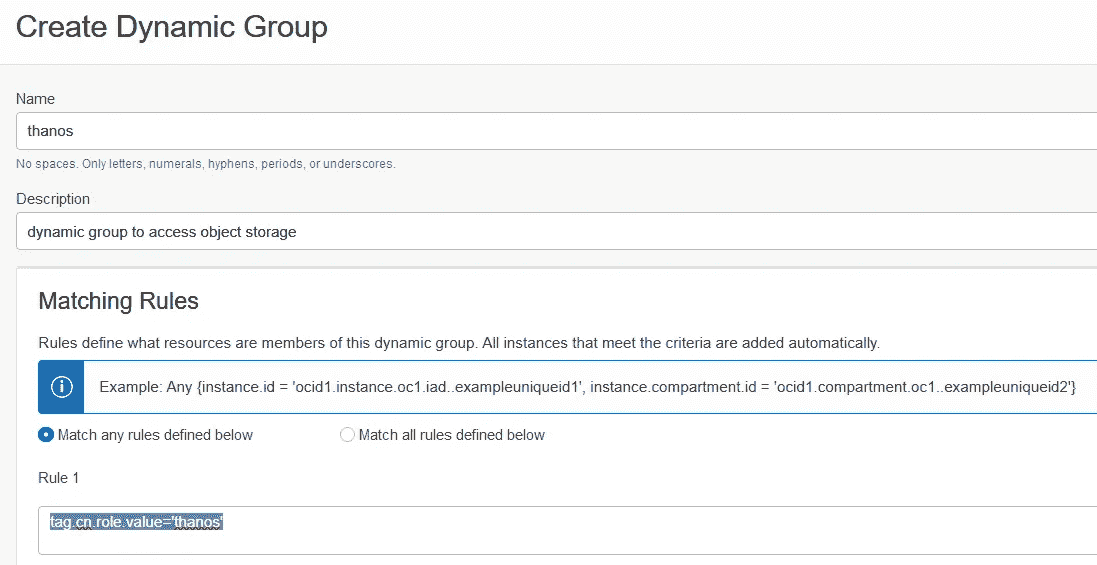 Create Dynamic Group
Name
thanos
No spaces. Only letters, numerals, hyphens, periods, or underscores.
Description
dynamic group to access object storage
Matching Rules
Rules define what resources are members of this dynamic group. All instances that meet the criteria are added automatically.
Example: Any {instance.id = 'ocid1.instance.oc1.iad..exampleuniqueid1', instance.compartment.id = 'ocid1.compartment.oc1..exampleuniqueid2'}
Match any rules defined below Match all rules defined below
Rule 1
tag.cn.role.value='thanos'